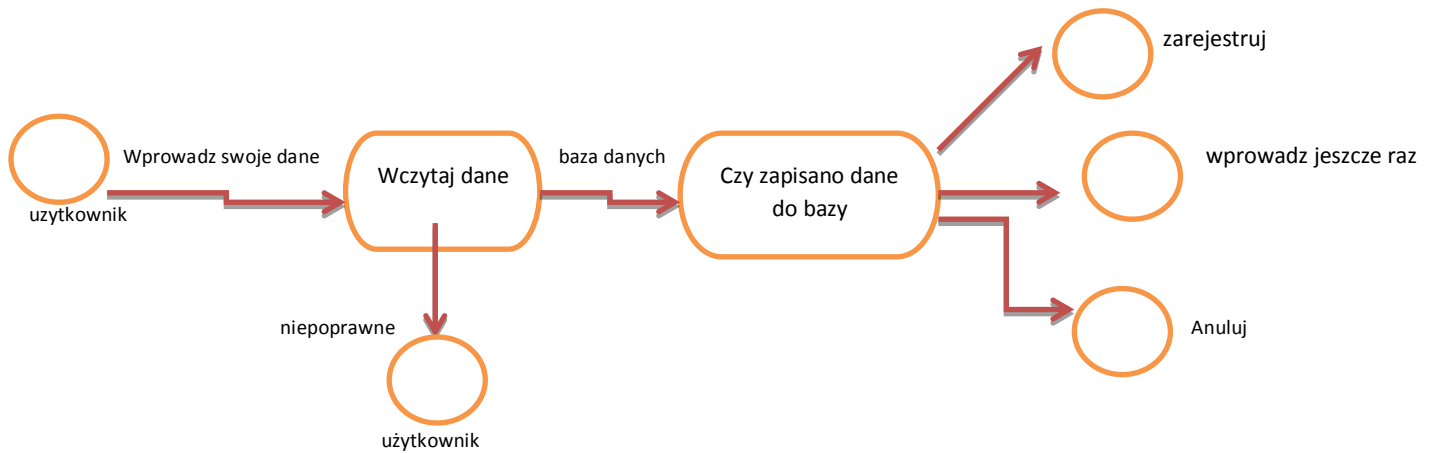 zarejestruj
Wprowadz swoje dane
uzytkownik
Wczytaj dane
baza danych
Czy zapisano dane
do bazy
wprowadz jeszcze raz
niepoprawne
użytkownik
Anuluj